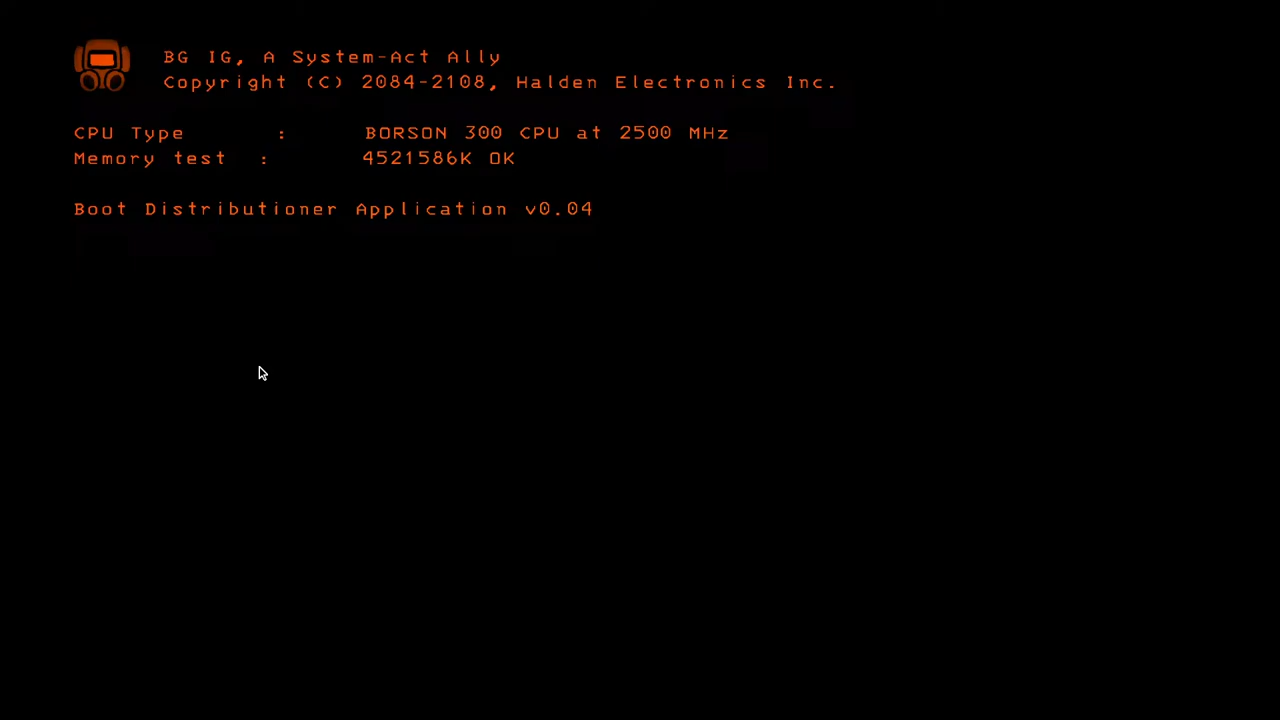 BG IG, A System-Act Ally
Copyright (C) 2084-2108, Halden Electronics Inc.
CPU Type : BORSON 300 CPU at 2500 MHz
Memory test : 4521586K OK
Boot Distributioner Application v0.04